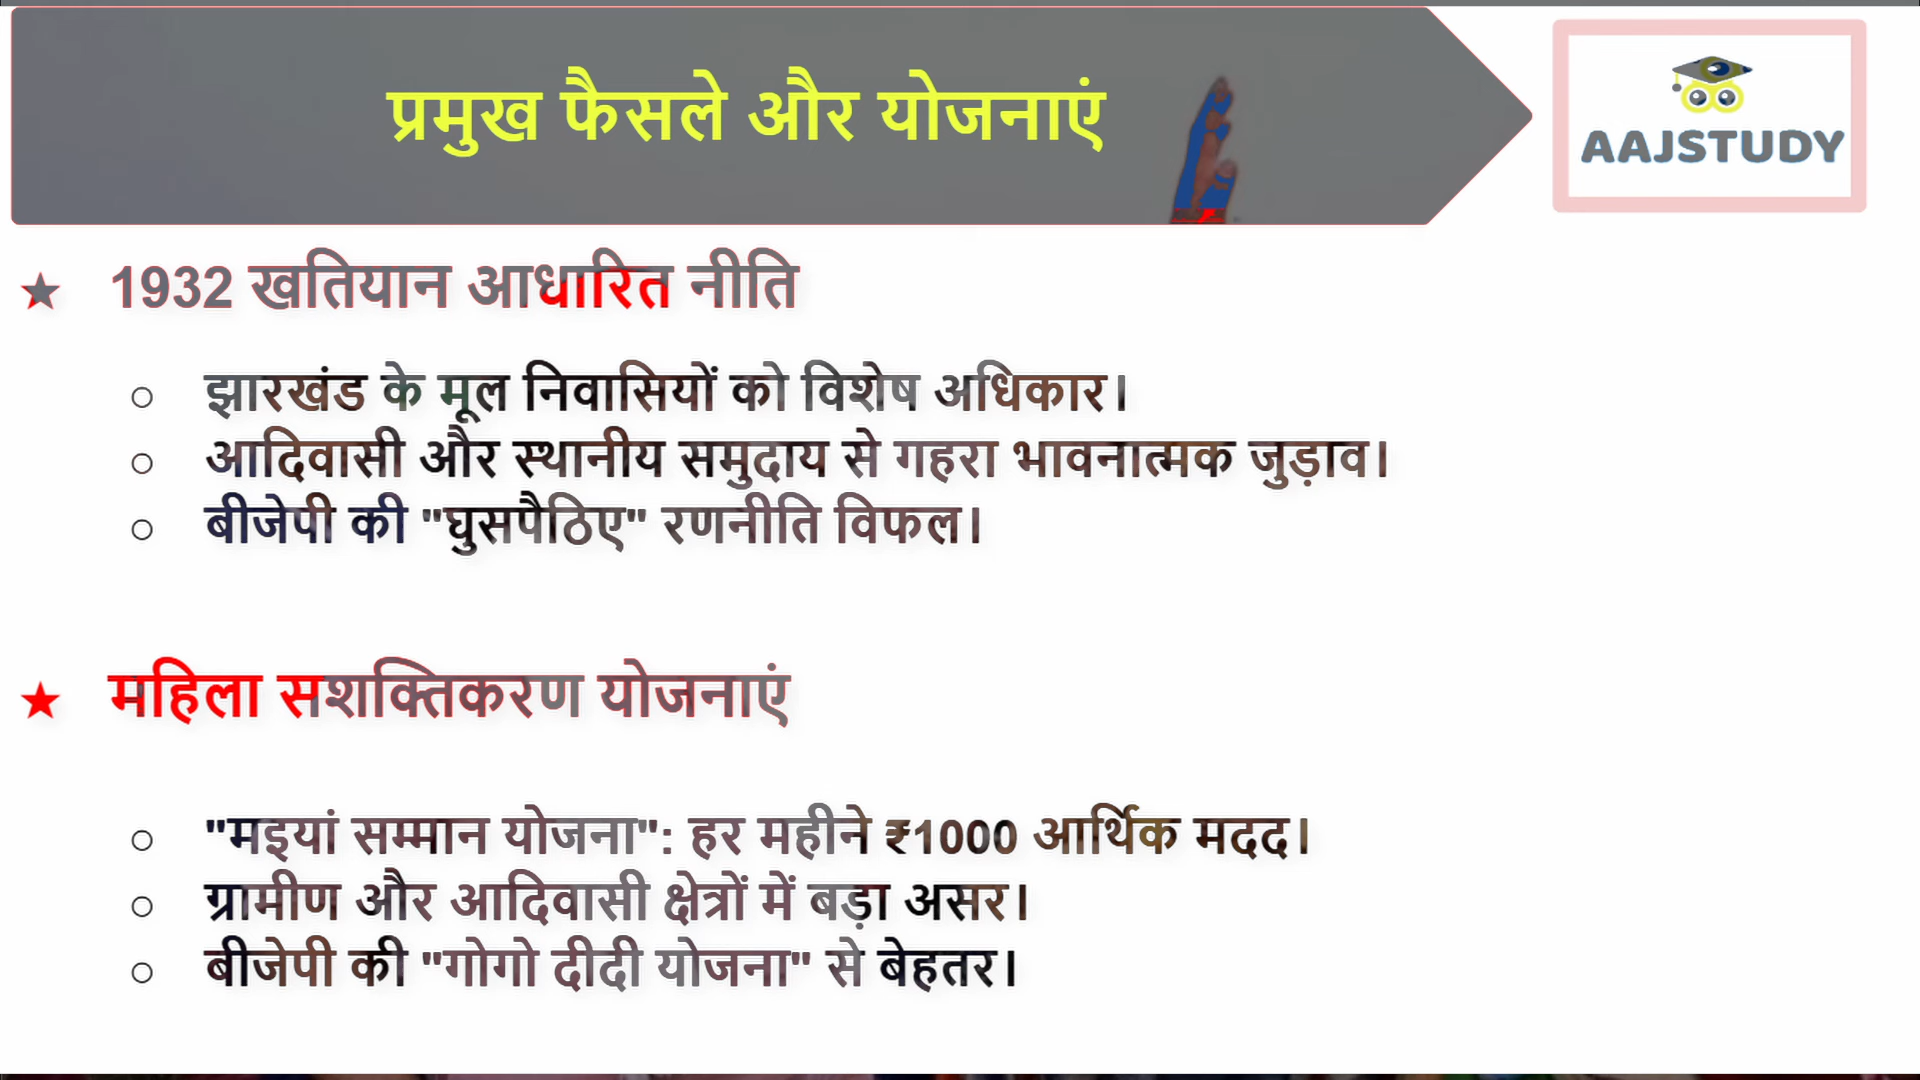 प्रमुख फैसले और योजनाएं
AAJSTUDY
★ 1932 खतियान आधारित नीति
○ झारखंड के मूल निवासियों को विशेष अधिकार।
○ आदिवासी और स्थानीय समुदाय से गहरा भावनात्मक जुड़ाव।
○ बीजेपी की "घुसपैठिए" रणनीति विफल।
★ महिला सशक्तिकरण योजनाएं
○ "मइयां सम्मान योजना": हर महीने ₹1000 आर्थिक मदद।
○ ग्रामीण और आदिवासी क्षेत्रों में बड़ा असर।
○ बीजेपी की "गोगो दीदी योजना" से बेहतर।